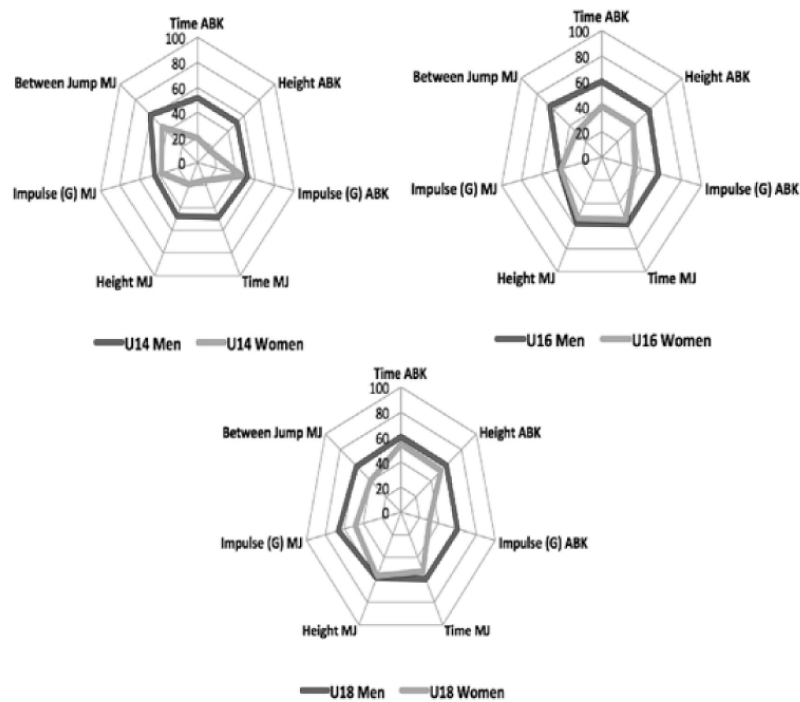 Time ABK
100
80
60
40
20
0
Between Jump MJ
Height ABK
Impulse (G) MJ
Impulse (G) ABK
Height MJ
Time MJ
U14 Men U14 Women
Time ABK
100
80
60
40
20
0
Between Jump MJ
Height ABK
Impulse (G) MJ
Impulse (G) ABK
Height MJ
Time MJ
U16 Men U16 Women
Time ABK
100
80
60
40
20
0
Between Jump MJ
Height ABK
Impulse (G) MJ
Impulse (G) ABK
Height MJ
Time MJ
U18 Men U18 Women